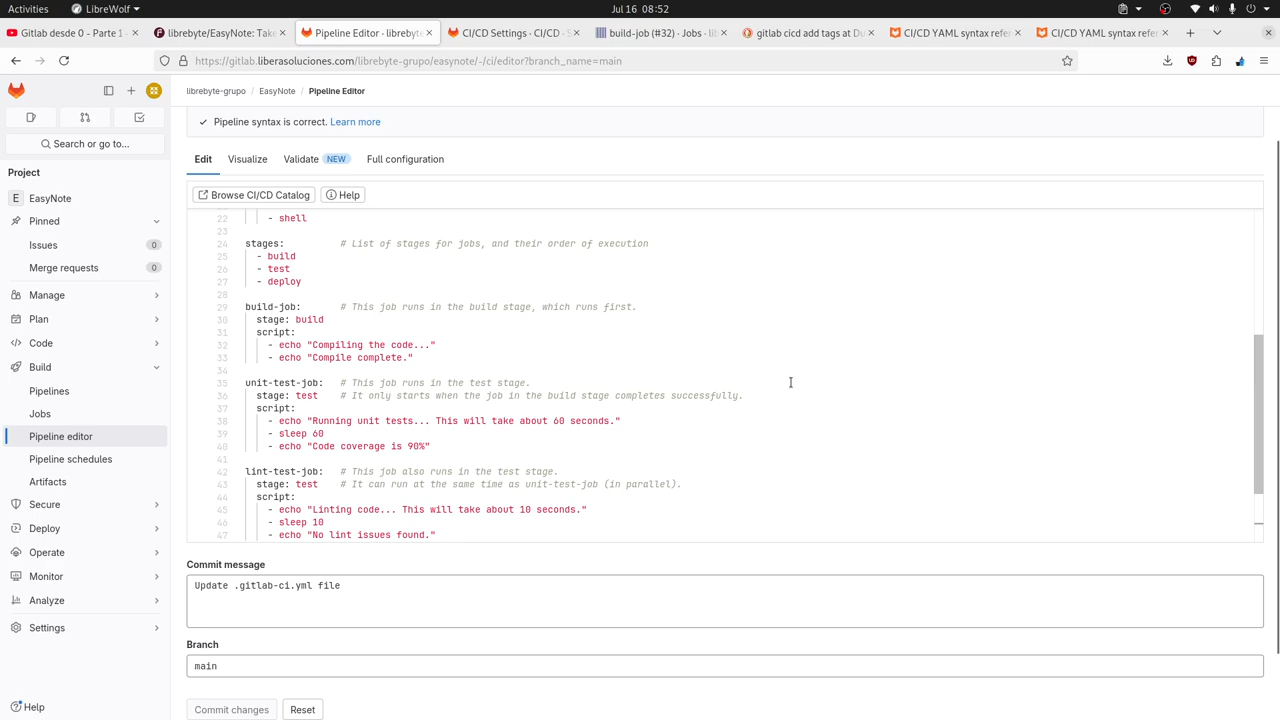 Activities
LibreWolf
Jul 16 08:52
Gitlab desde 0 - Parte 1 -
librebyte/EasyNote: Take
Pipeline Editor · librebyte
CI/CD Settings · CI/CD · S
build-job (#32) · Jobs · lib
gitlab cicd add tags at Du
CI/CD YAML syntax refer
CI/CD YAML syntax refer
https://gitlab.liberasoluciones.com/librebyte-grupo/easynote/-/ci/editor?branch_name=main
librebyte-grupo / EasyNote / Pipeline Editor
Search or go to...
Project
E EasyNote
Pinned
Issues 0
Merge requests 0
Manage
Plan
Code
Build
Pipelines
Jobs
Pipeline editor
Pipeline schedules
Artifacts
Secure
Deploy
Operate
Monitor
Analyze
Settings
Help
Pipeline syntax is correct. Learn more
Edit
Visualize
Validate NEW
Full configuration
Browse CI/CD Catalog
Help
22 - shell
23
24 stages: # List of stages for jobs, and their order of execution
25 - build
26 - test
27 - deploy
28
29 build-job: # This job runs in the build stage, which runs first.
30 stage: build
31 script:
32 - echo "Compiling the code..."
33 - echo "Compile complete."
34
35 unit-test-job: # This job runs in the test stage.
36 stage: test # It only starts when the job in the build stage completes successfully.
37 script:
38 - echo "Running unit tests... This will take about 60 seconds."
39 - sleep 60
40 - echo "Code coverage is 90%"
41
42 lint-test-job: # This job also runs in the test stage.
43 stage: test # It can run at the same time as unit-test-job (in parallel).
44 script:
45 - echo "Linting code... This will take about 10 seconds."
46 - sleep 10
47 - echo "No lint issues found."
Commit message
Update .gitlab-ci.yml file
Branch
main
Commit changes
Reset